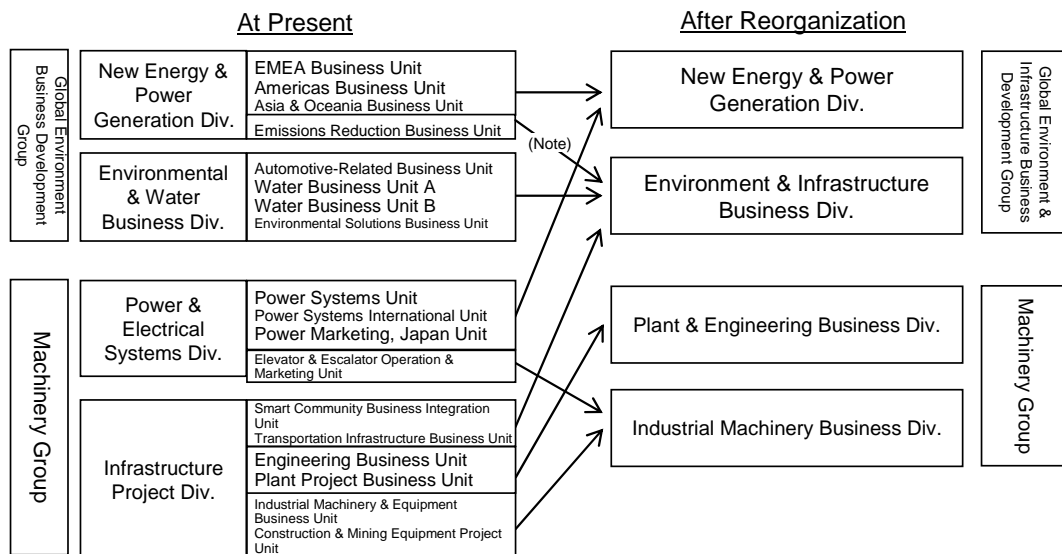 At Present
After Reorganization
Global Environment
Business Development
Group
New Energy &
Power
Generation Div.
EMEA Business Unit
Americas Business Unit
Asia & Oceania Business Unit
Emissions Reduction Business Unit
(Note)
Environmental
& Water
Business Div.
Automotive-Related Business Unit
Water Business Unit A
Water Business Unit B
Environmental Solutions Business Unit
New Energy & Power
Generation Div.
Environment & Infrastructure
Business Div.
Global Environment &
Infrastructure Business
Development Group
Machinery Group
Power &
Electrical
Systems Div.
Power Systems Unit
Power Systems International Unit
Power Marketing, Japan Unit
Elevator & Escalator Operation &
Marketing Unit
Infrastructure
Project Div.
Smart Community Business Integration
Unit
Transportation Infrastructure Business Unit
Engineering Business Unit
Plant Project Business Unit
Industrial Machinery & Equipment
Business Unit
Construction & Mining Equipment Project
Unit
Plant & Engineering Business Div.
Industrial Machinery Business Div.
Machinery Group